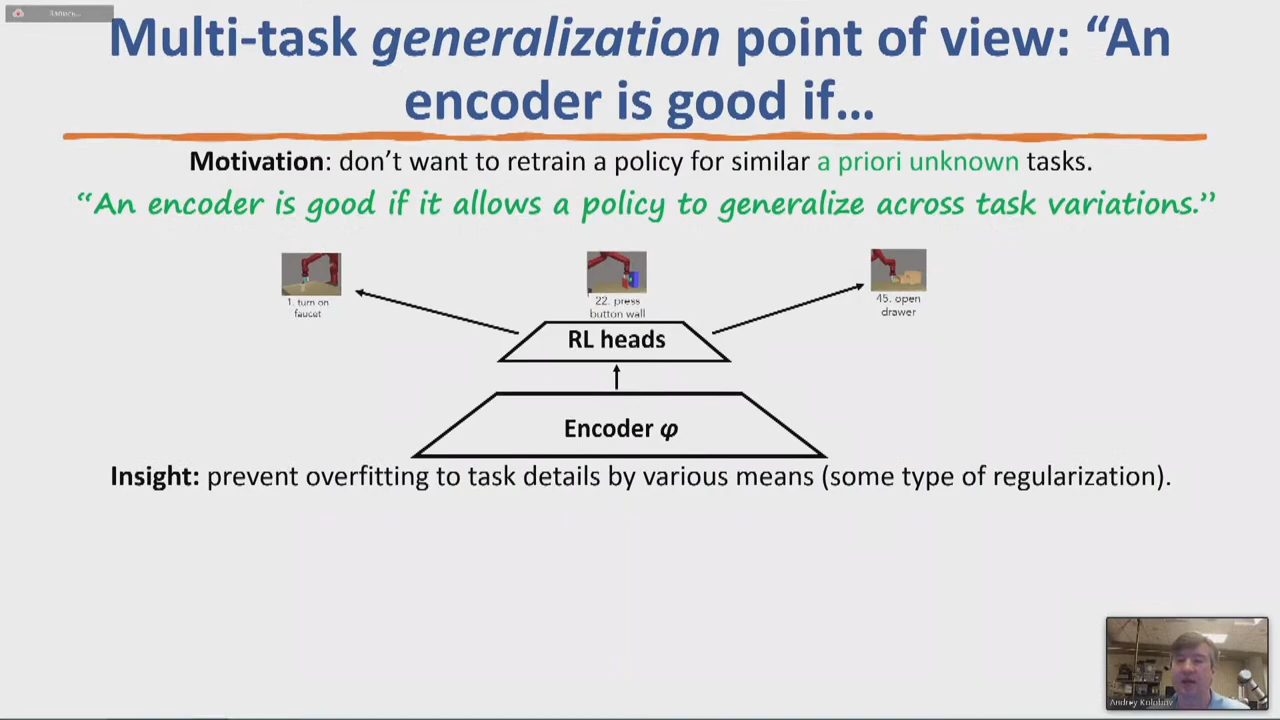 Запись...
Multi-task generalization point of view: “An
encoder is good if…
Motivation: don’t want to retrain a policy for similar a priori unknown tasks.
“An encoder is good if it allows a policy to generalize across task variations.”
1. turn on
faucet
22. press
button wall
45. open
drawer
RL heads
Encoder φ
Insight: prevent overfitting to task details by various means (some type of regularization).
Andrey Kolobov